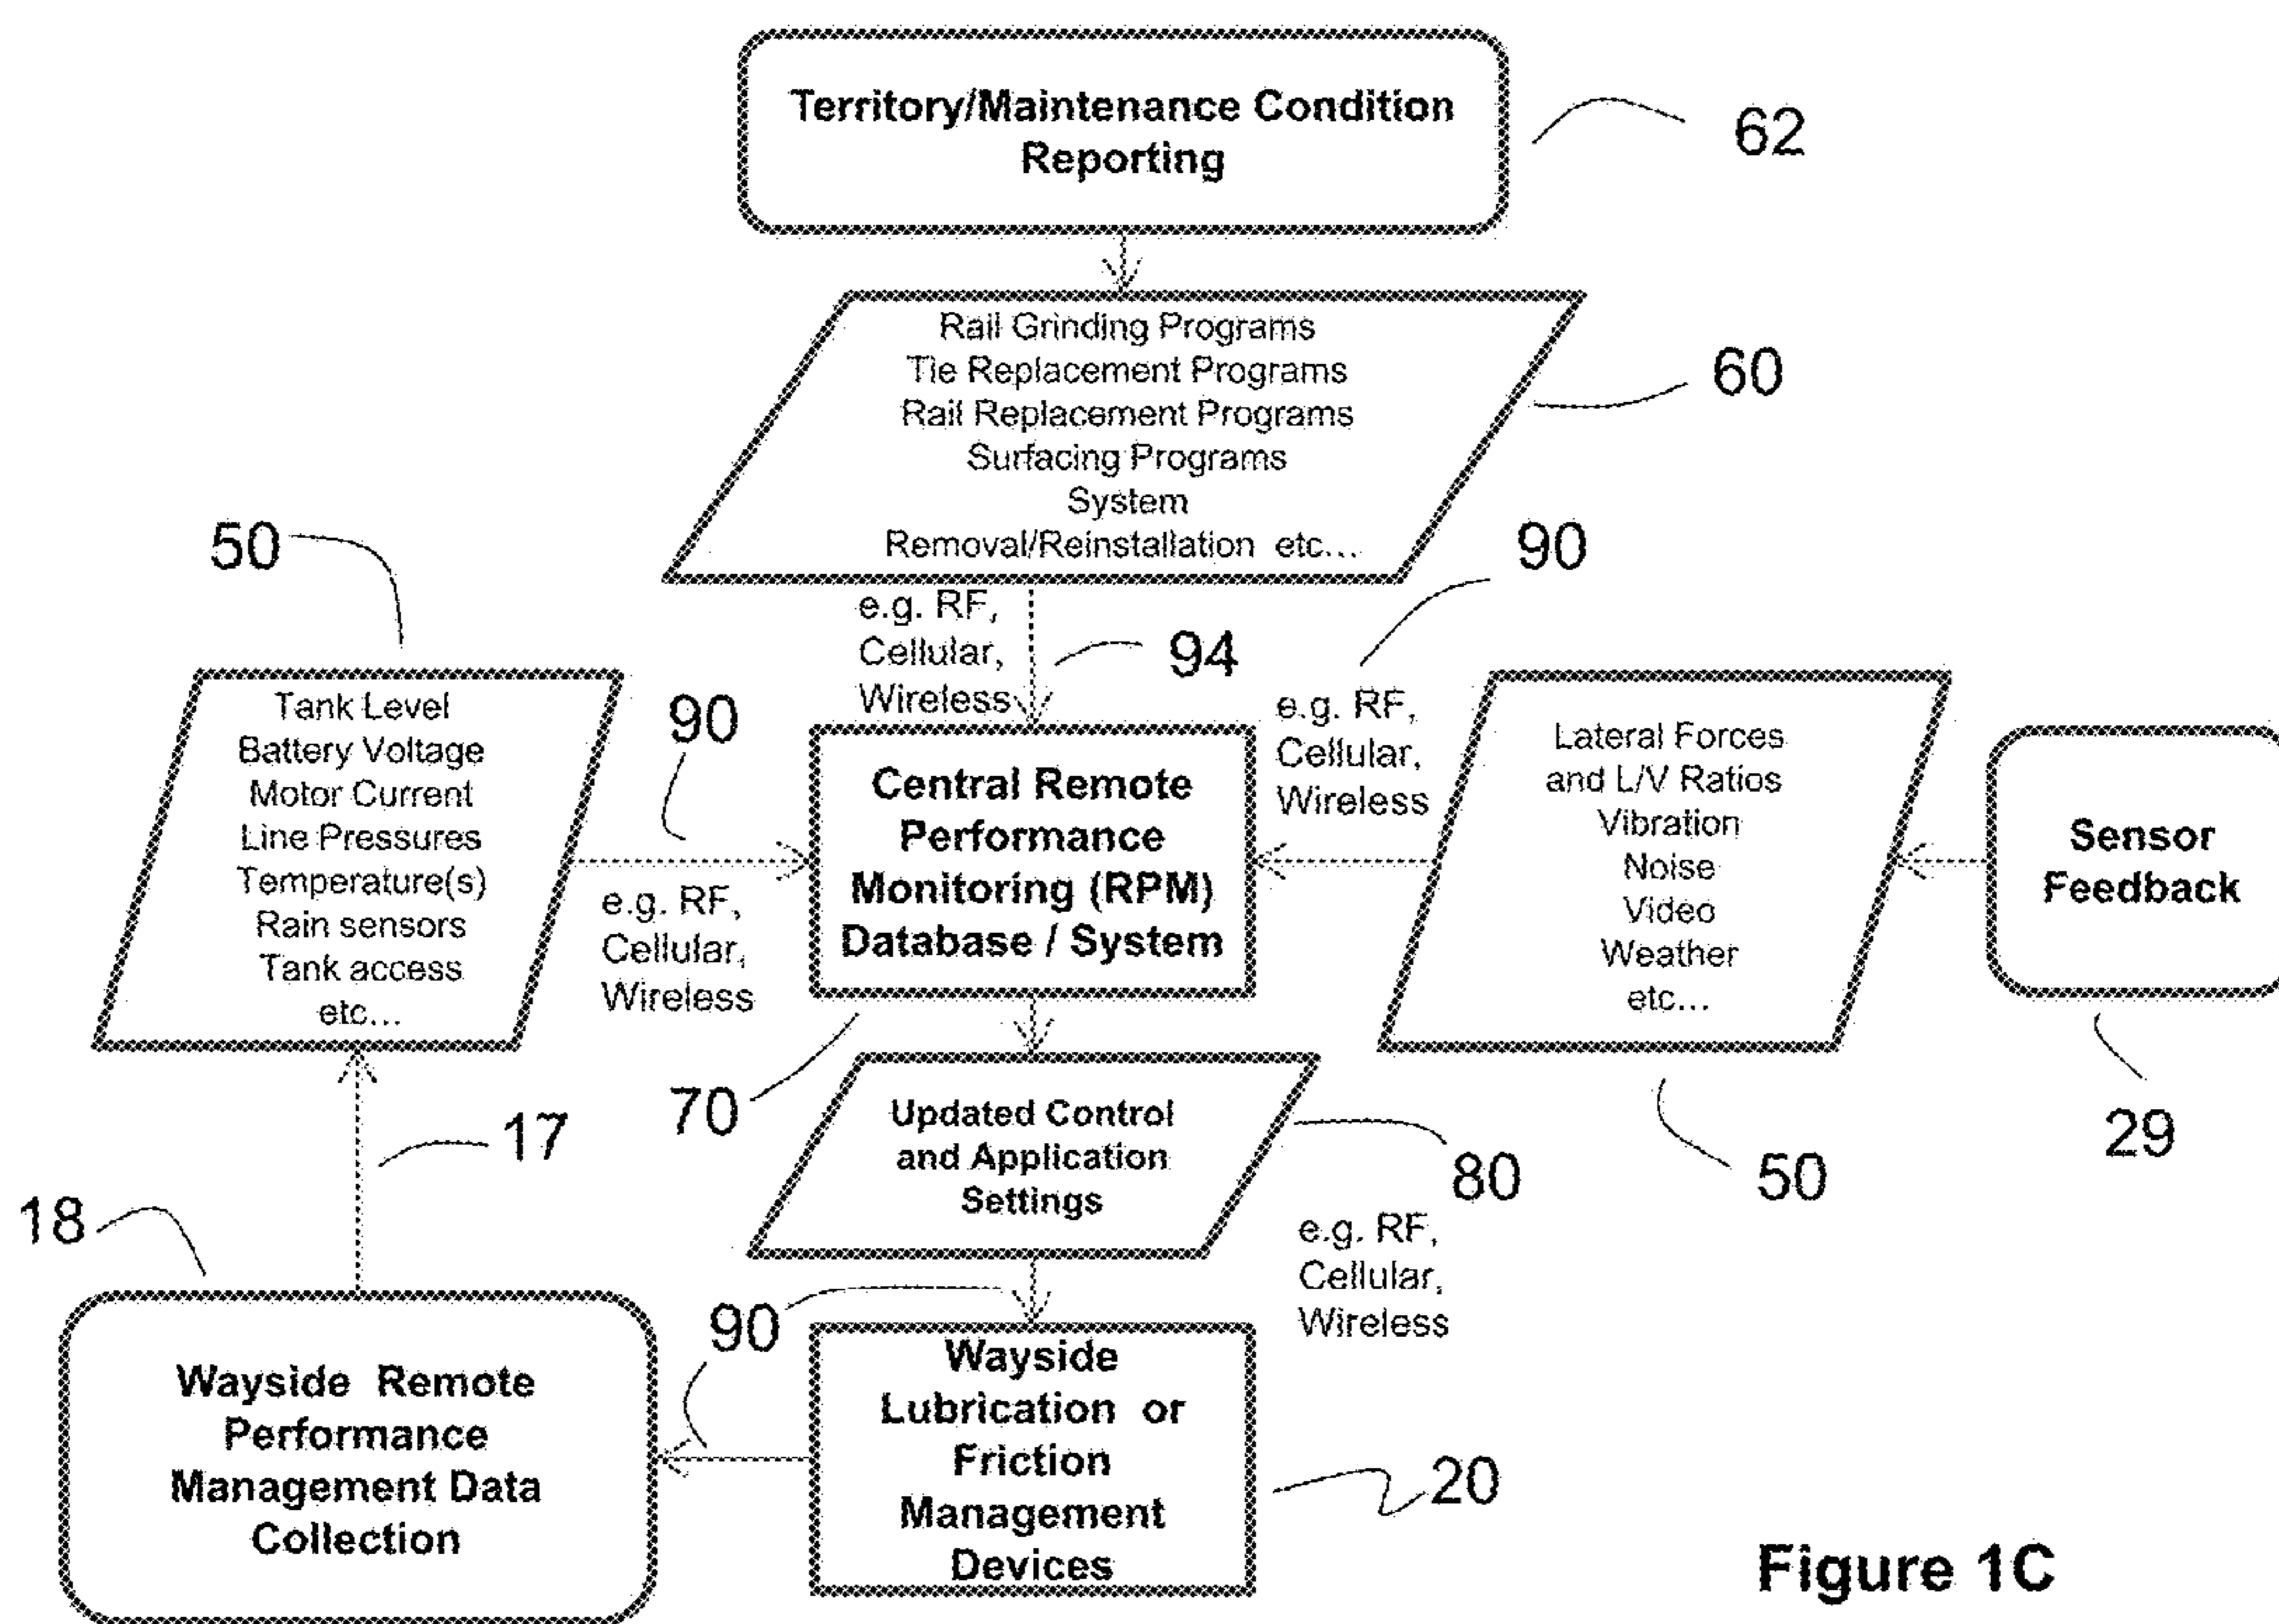 Territory/Maintenance Condition
Reporting
62
Rail Grinding Programs
Tie Replacement Programs
Rail Replacement Programs
Surfacing Programs
System
Removal/Reinstallation etc...
60
50
90
e.g. RF,
Cellular,
Wireless
94
Tank Level
Battery Voltage
Motor Current
Line Pressures
Temperature(s)
Rain sensors
Tank access
etc...
90
e.g. RF,
Cellular,
Wireless
Central Remote
Performance
Monitoring (RPM)
Database / System
e.g. RF,
Cellular,
Wireless
Lateral Forces
and L/V Ratios
Vibration
Noise
Video
Weather
etc...
Sensor
Feedback
70
Updated Control
and Application
Settings
80
50
29
17
18
e.g. RF,
Cellular,
Wireless
90
Wayside Remote
Performance
Management Data
Collection
Wayside
Lubrication or
Friction
Management
Devices
20
Figure 1C